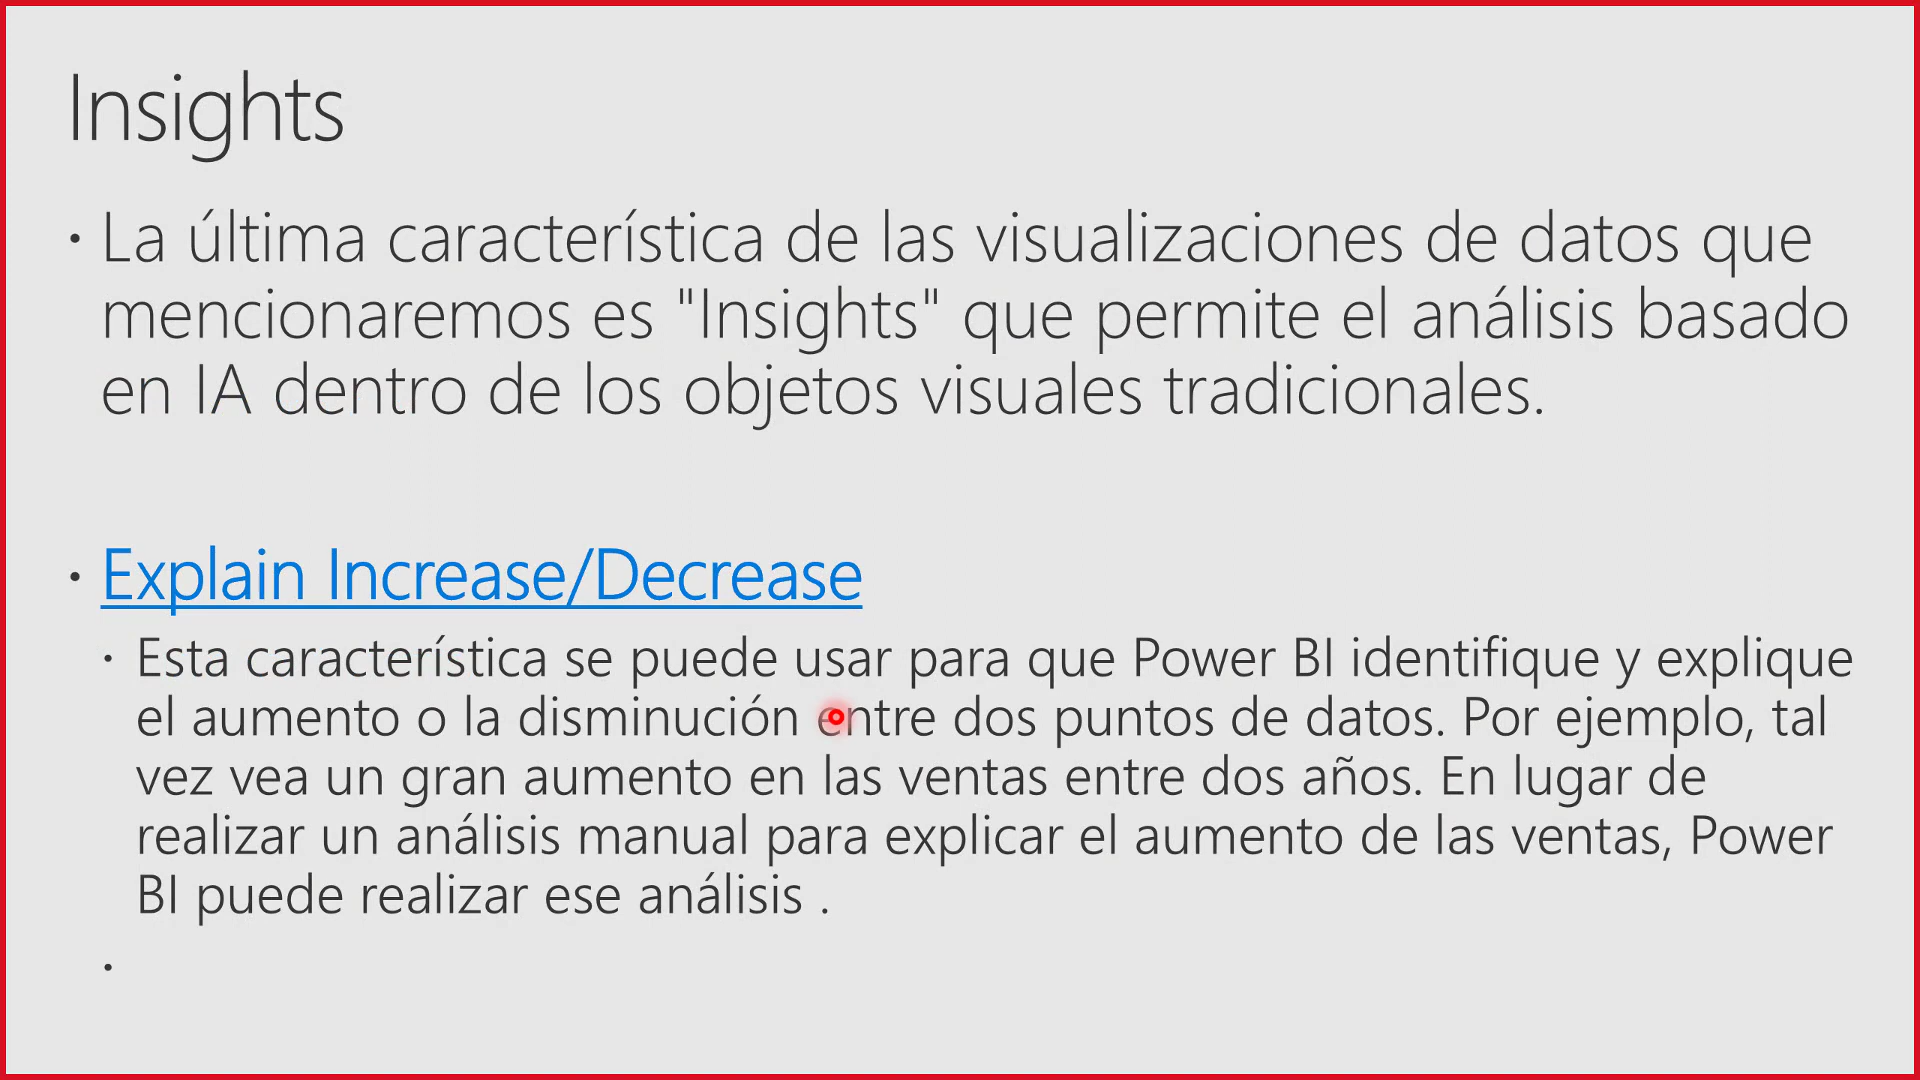 Insights
· La última característica de las visualizaciones de datos que
mencionaremos es "Insights" que permite el análisis basado
en IA dentro de los objetos visuales tradicionales.
· Explain Increase/Decrease
· Esta característica se puede usar para que Power BI identifique y explique
el aumento o la disminución entre dos puntos de datos. Por ejemplo, tal
vez vea un gran aumento en las ventas entre dos años. En lugar de
realizar un análisis manual para explicar el aumento de las ventas, Power
BI puede realizar ese análisis .
·